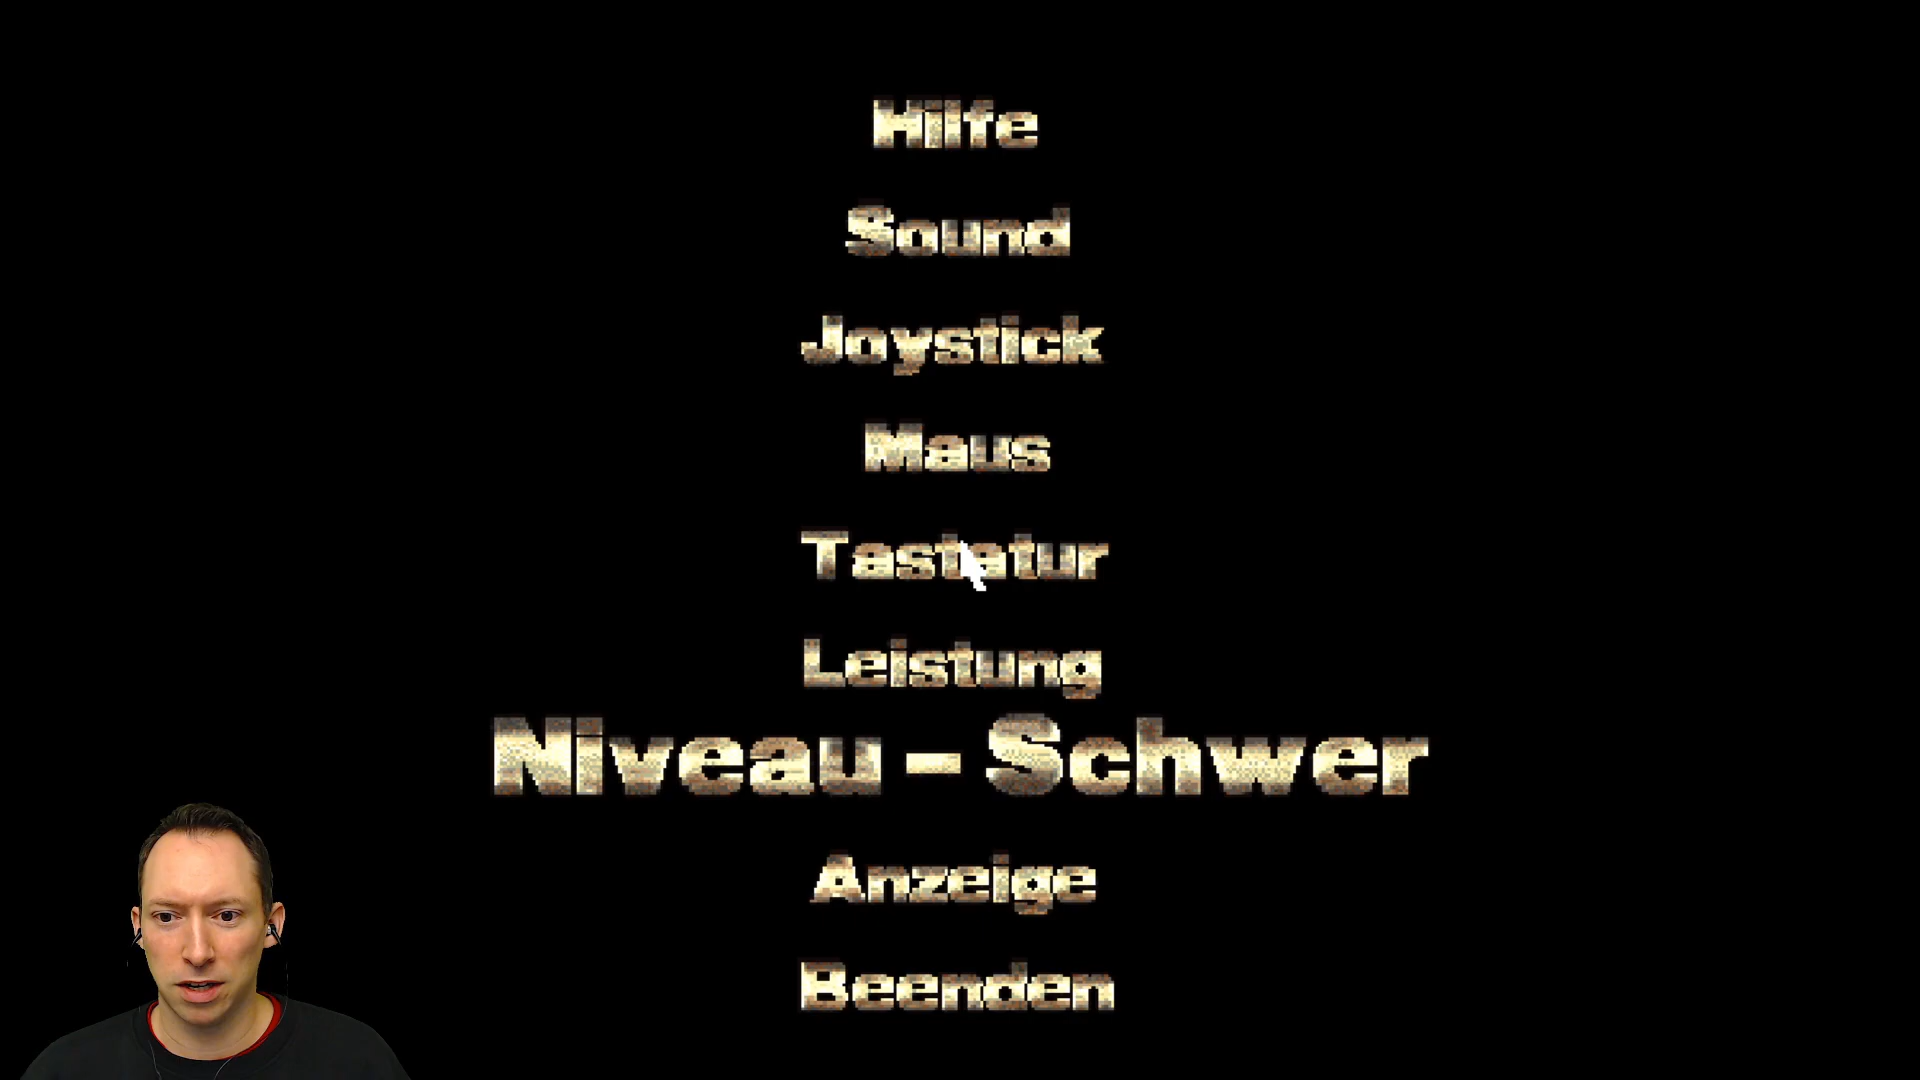 Hilfe
Sound
Joystick
Maus
Tastatur
Leistung
Niveau - Schwer
Anzeige
Beenden